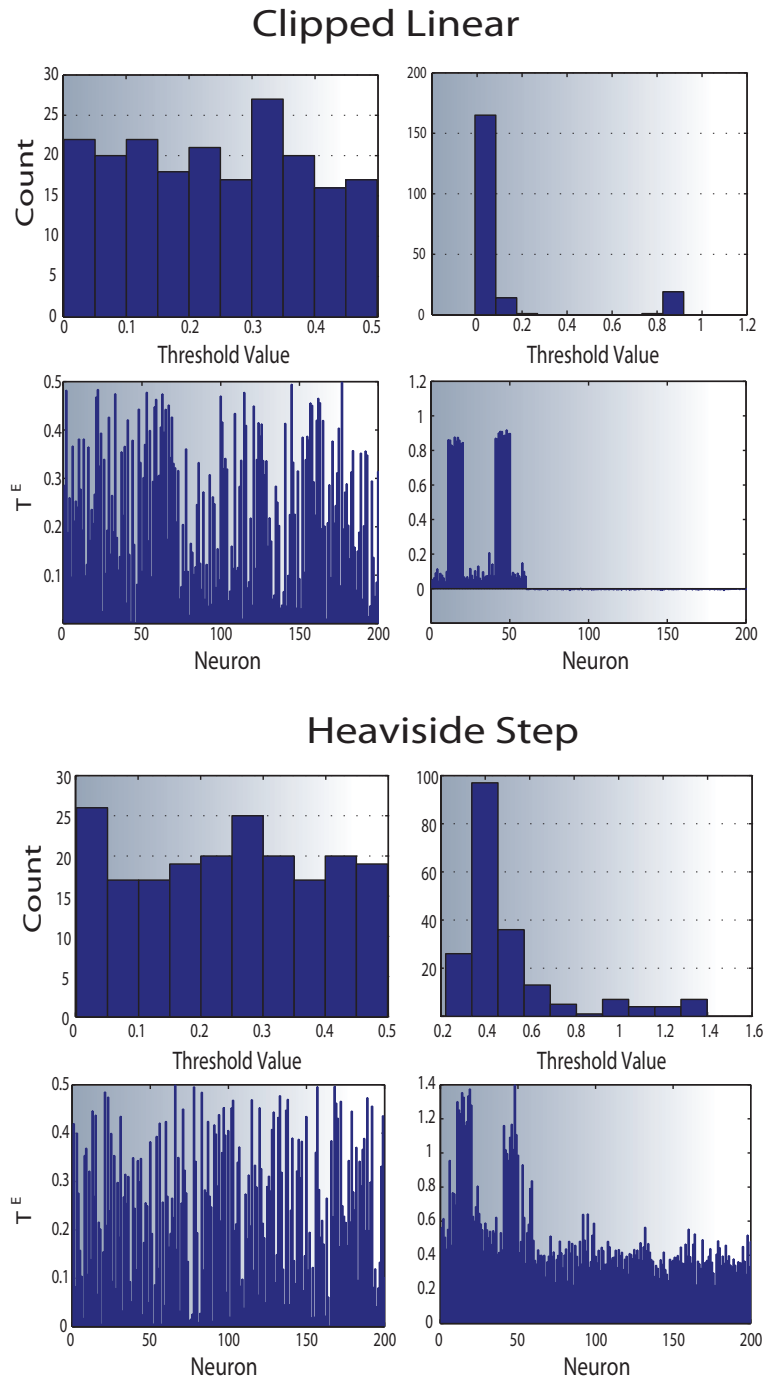 Clipped Linear
30
25
20
15
10
5
0
Count
0 0.1 0.2 0.3 0.4 0.5
Threshold Value
200
150
100
50
0
0 0.2 0.4 0.6 0.8 1 1.2
Threshold Value
0.5
0.4
0.3
0.2
0.1
T E
0 50 100 150 200
Neuron
1.2
1
0.8
0.6
0.4
0.2
0
0 50 100 150 200
Neuron
Heaviside Step
30
25
20
15
10
5
0
Count
0 0.1 0.2 0.3 0.4 0.5
Threshold Value
100
80
60
40
20
0.2 0.4 0.6 0.8 1 1.2 1.4 1.6
Threshold Value
0.5
0.4
0.3
0.2
0.1
0
T E
0 50 100 150 200
Neuron
1.4
1.2
1
0.8
0.6
0.4
0.2
0
0 50 100 150 200
Neuron